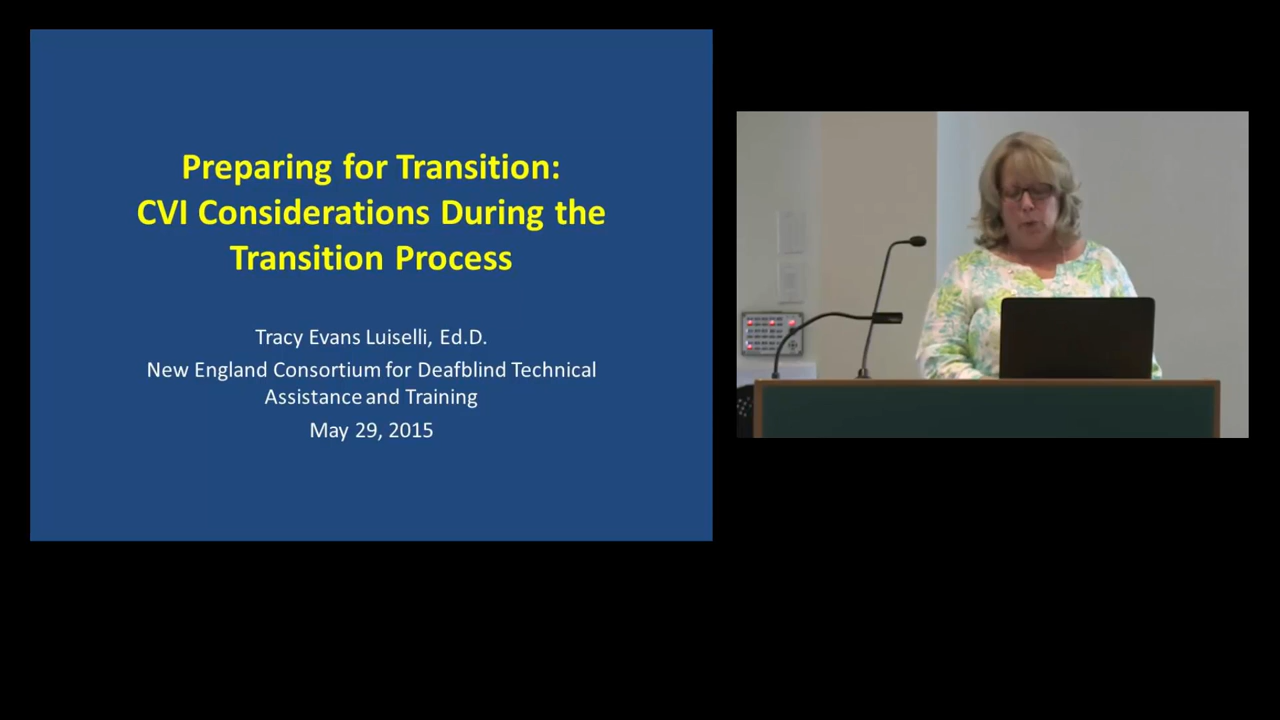 Preparing for Transition:
CVI Considerations During the
Transition Process
Tracy Evans Luiselli, Ed.D.
New England Consortium for Deafblind Technical
Assistance and Training
May 29, 2015